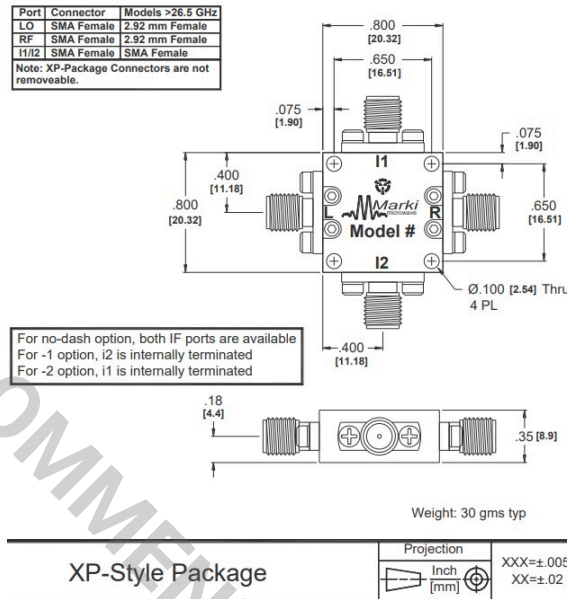 Port Connector Models >26.5 GHz
LO SMA Female 2.92 mm Female
RF SMA Female 2.92 mm Female
I1/I2 SMA Female SMA Female
Note: XP-Package Connectors are not
removeable.
.800
[20.32]
.650
[16.51]
.075
[1.90]
.075
[1.90]
I1
.400
[11.18]
.800
[20.32]
.650
[16.51]
L
Marki
microwave
R
Model #
I2
Ø.100 [2.54] Thru
4 PL
.400
[11.18]
For no-dash option, both IF ports are available
For -1 option, i2 is internally terminated
For -2 option, i1 is internally terminated
.18
[4.4]
.35 [8.9]
Weight: 30 gms typ
XP-Style Package
Projection
Inch
[mm]
XXX=±.005
XX=±.02
OMMEN